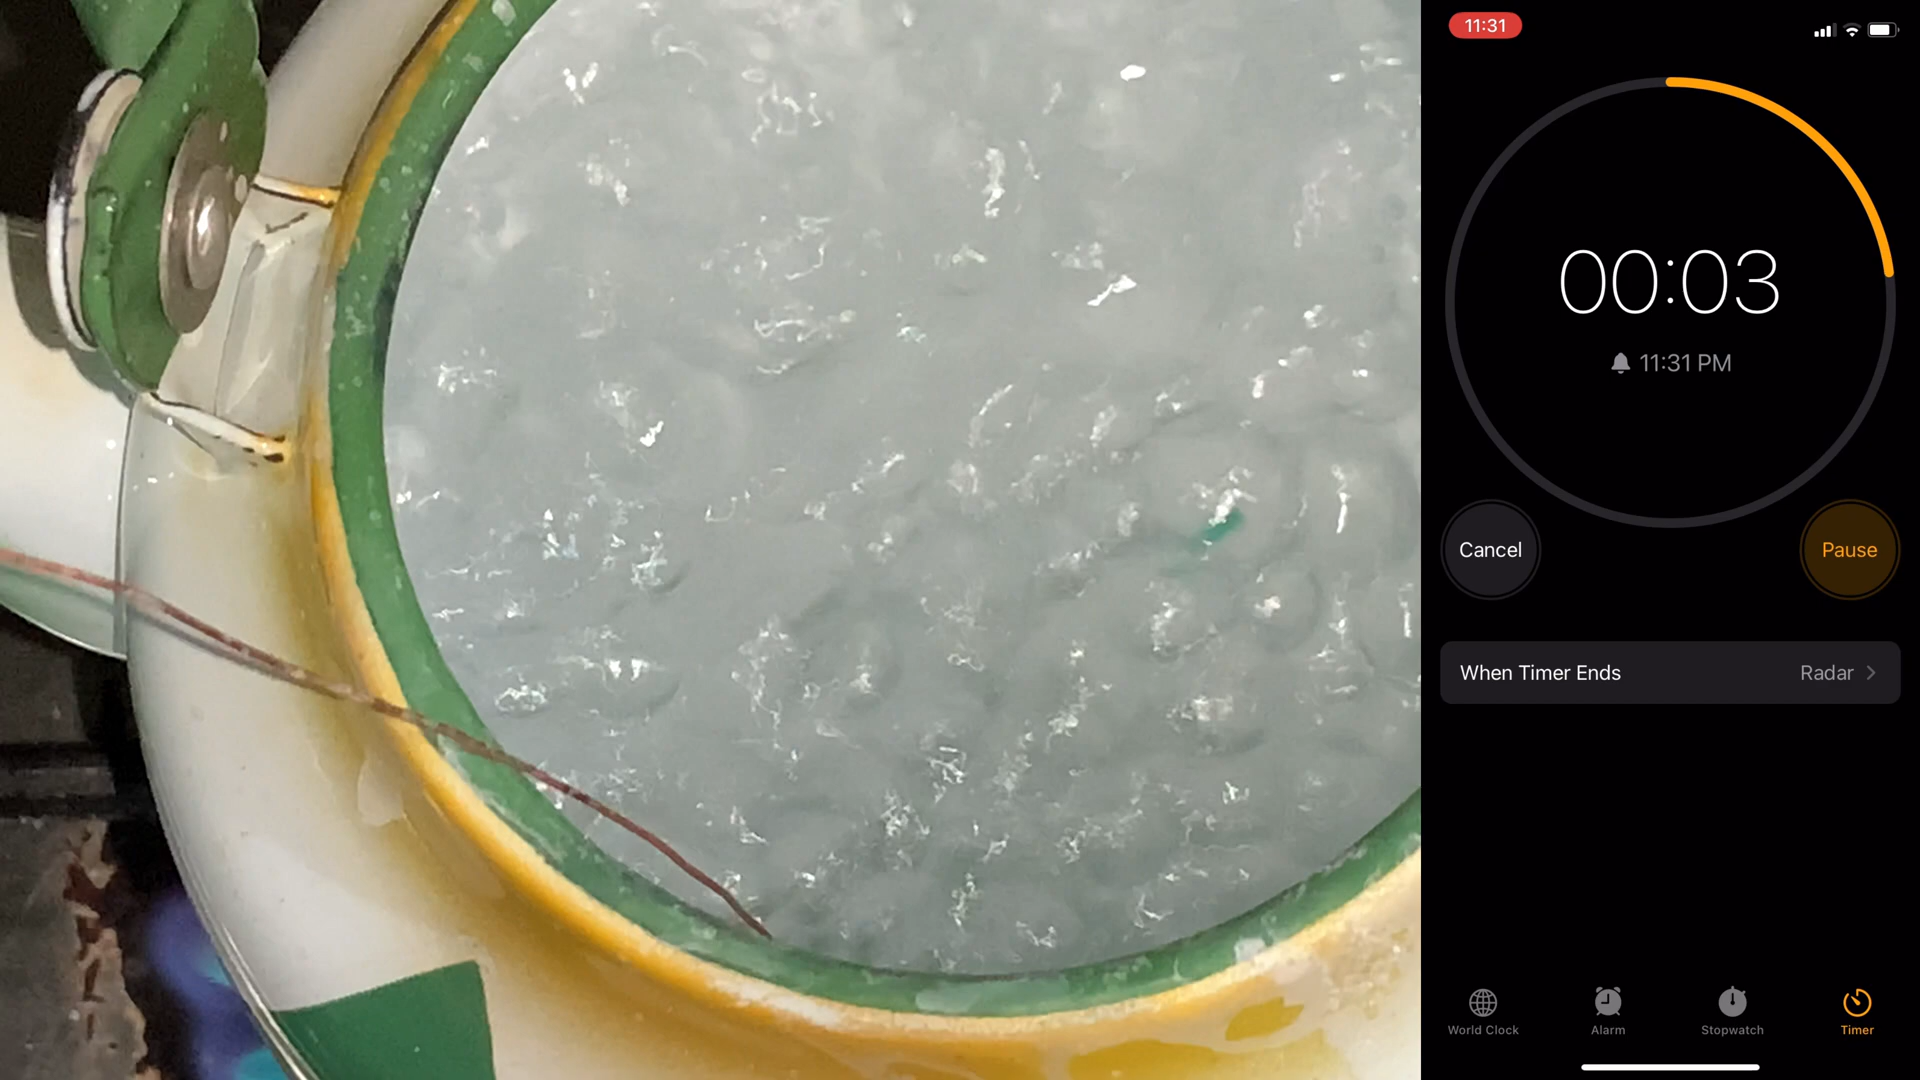 11:31
00:03
11:31 PM
Cancel
Pause
When Timer Ends
Radar
World Clock
Alarm
Stopwatch
Timer